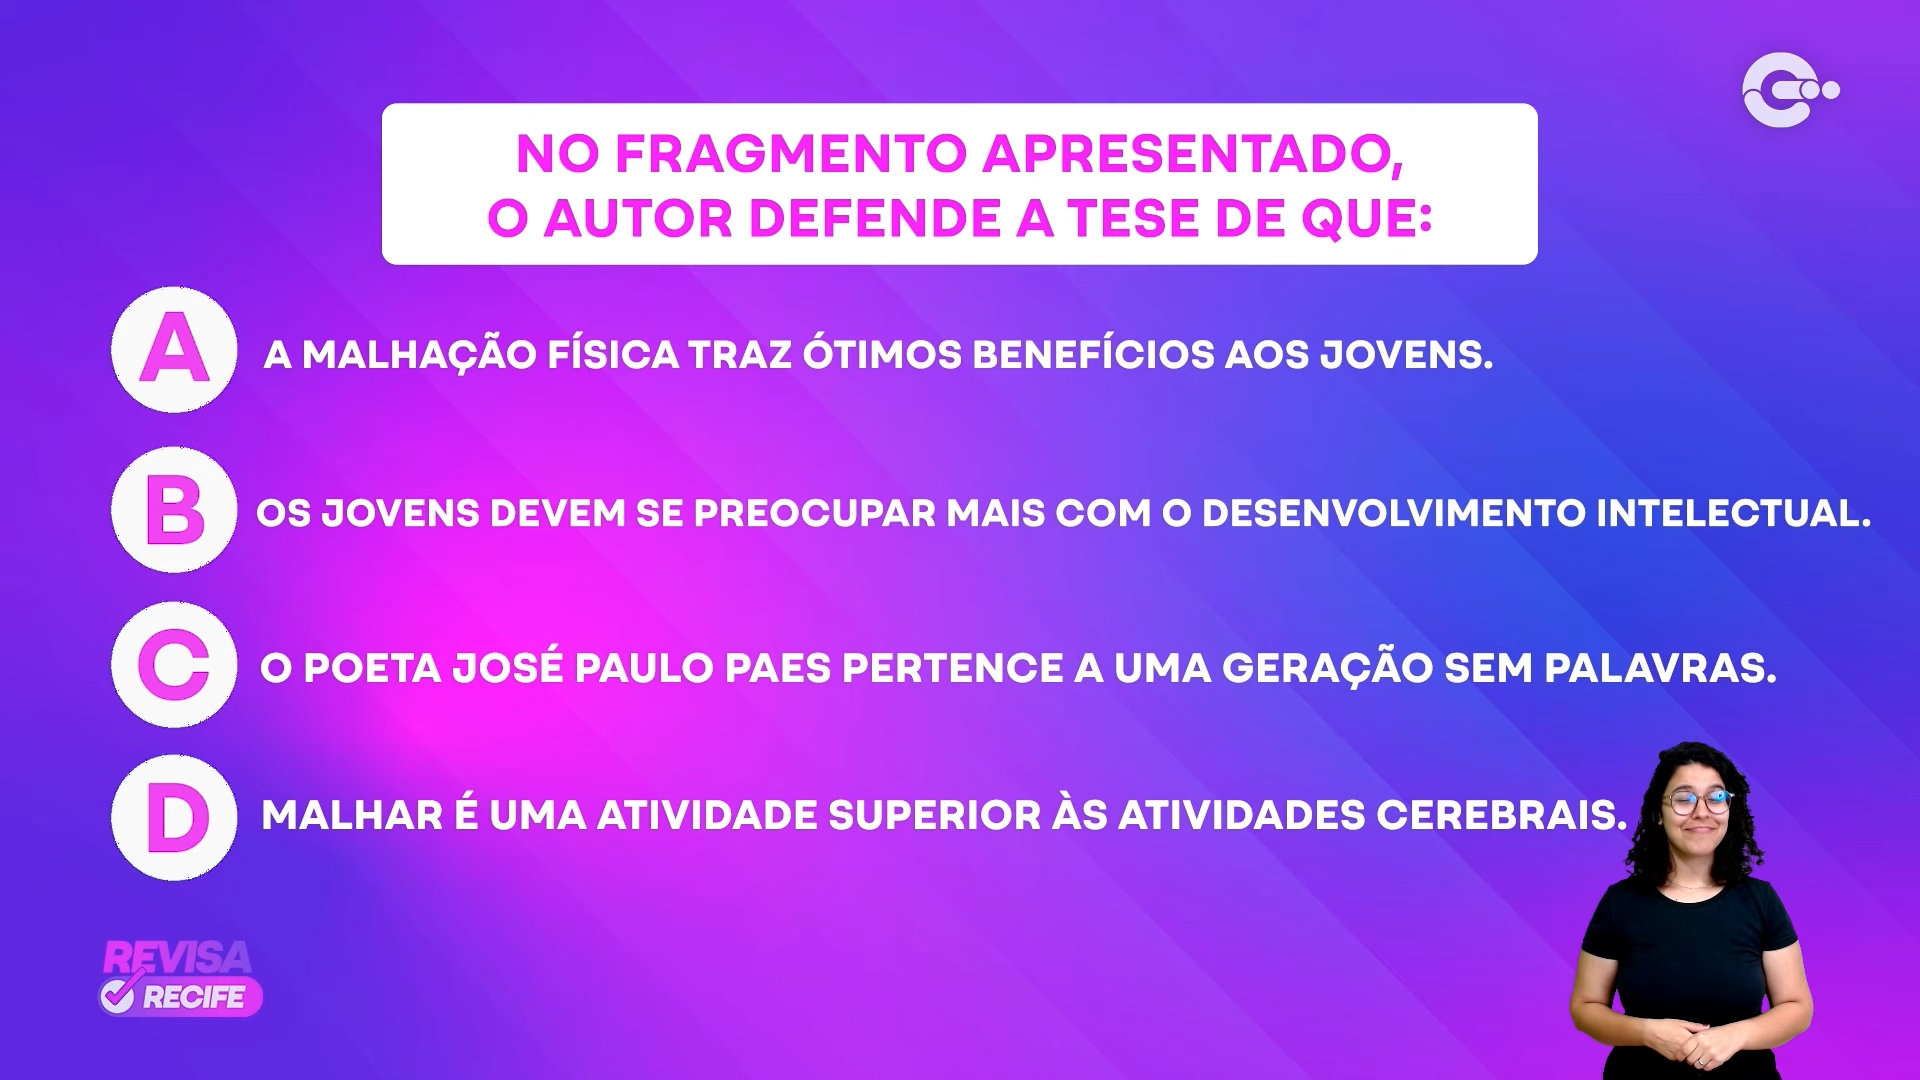 NO FRAGMENTO APRESENTADO,
O AUTOR DEFENDE A TESE DE QUE:
A A MALHAÇÃO FÍSICA TRAZ ÓTIMOS BENEFÍCIOS AOS JOVENS.
B OS JOVENS DEVEM SE PREOCUPAR MAIS COM O DESENVOLVIMENTO INTELECTUAL.
C O POETA JOSÉ PAULO PAES PERTENCE A UMA GERAÇÃO SEM PALAVRAS.
D MALHAR É UMA ATIVIDADE SUPERIOR ÀS ATIVIDADES CEREBRAIS.
REVISA
RECIFE